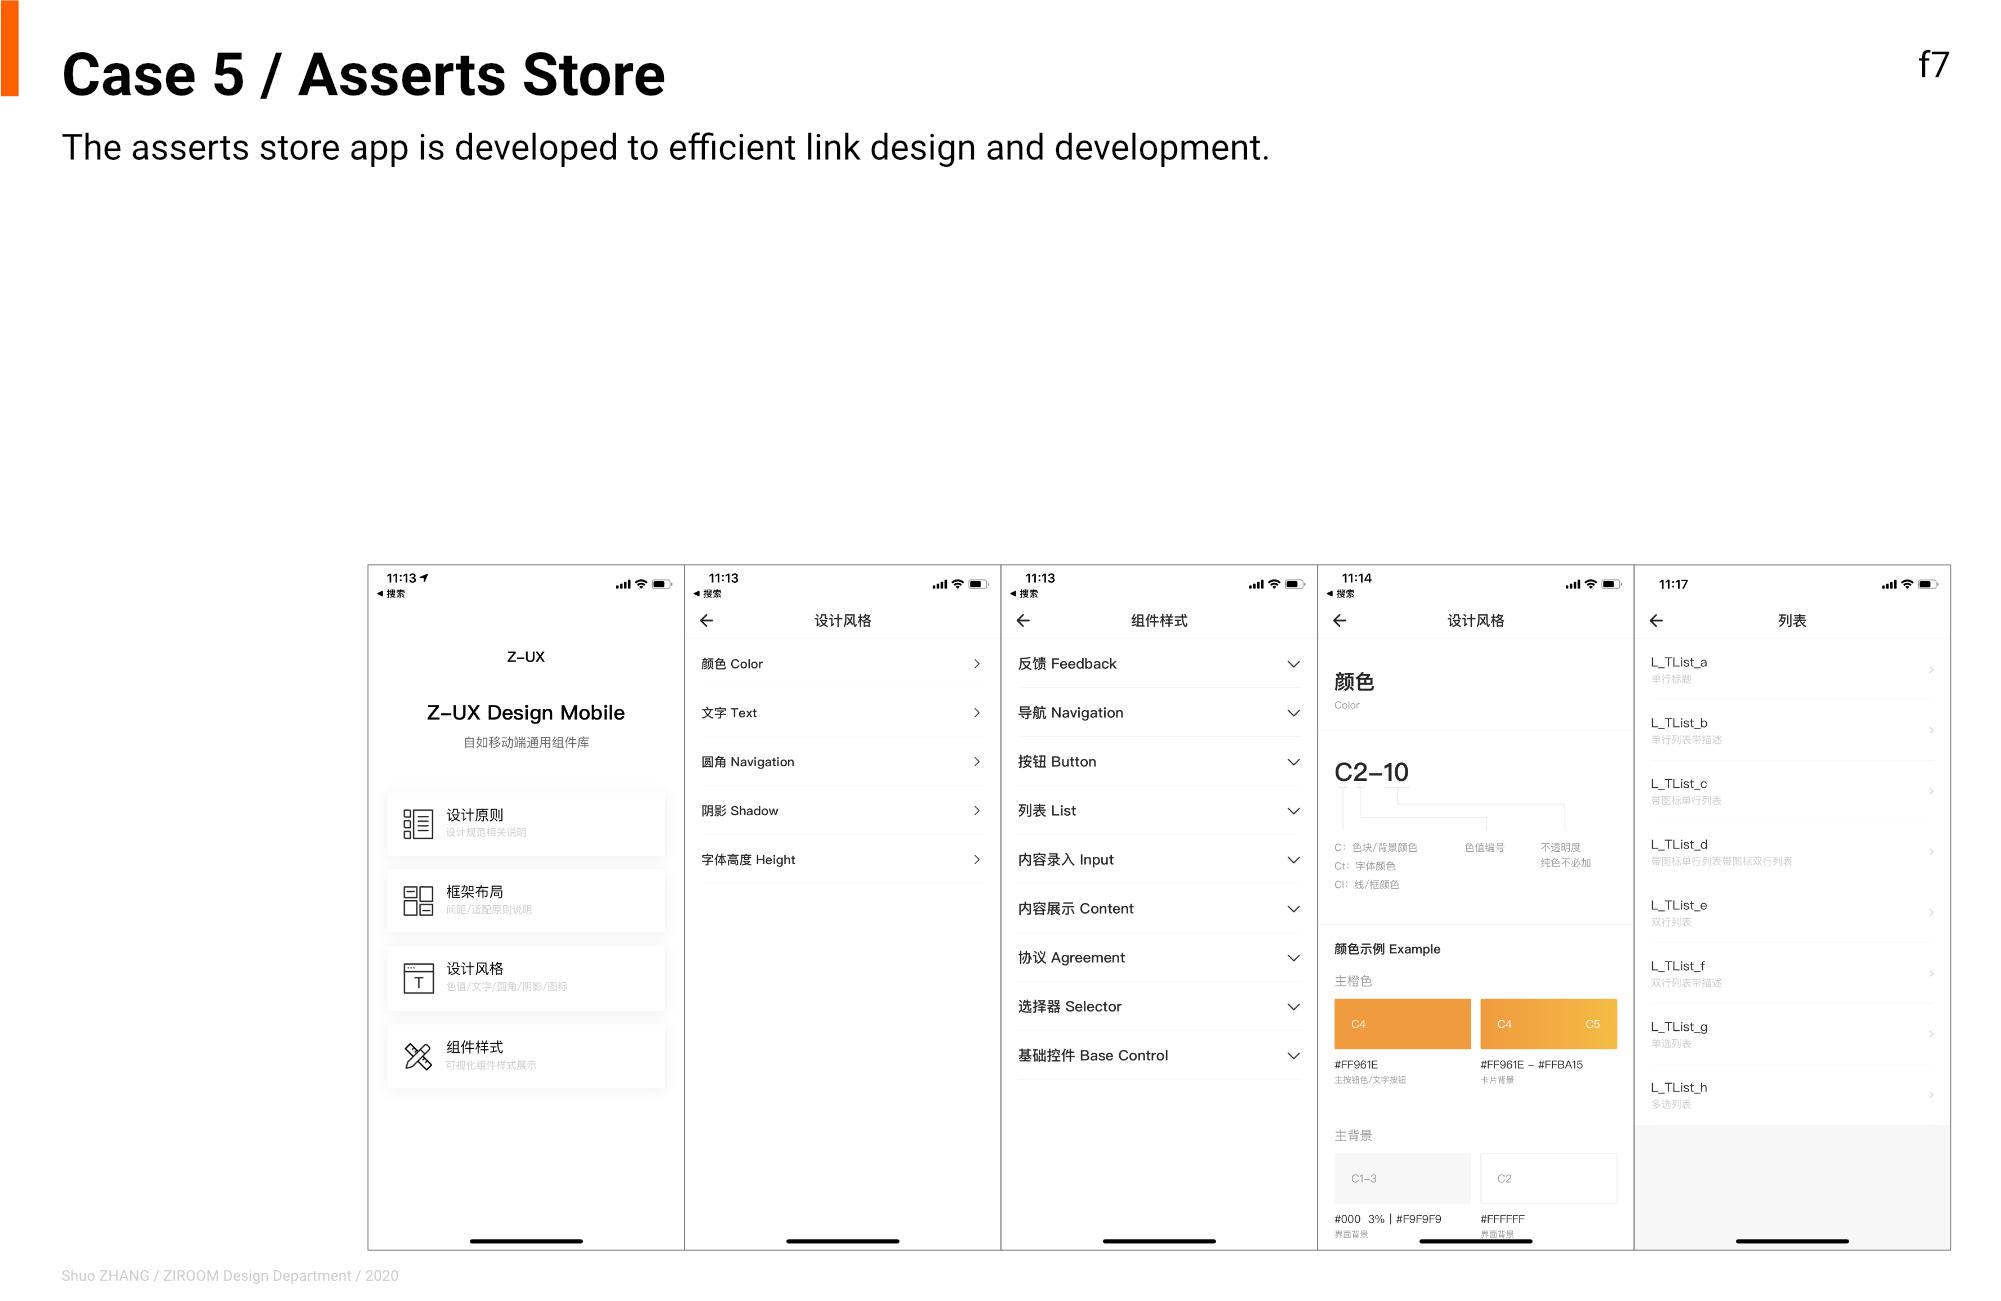 Case 5 / Asserts Store
f7
The asserts store app is developed to efficient link design and development.
11:13
搜索
Z-UX
Z-UX Design Mobile
自如移动端通用组件库
设计原则
设计规范相关说明
框架布局
间距/适配原则说明
设计风格
色值/文字/圆角/阴影/图标
组件样式
可视化组件样式展示
11:13
搜索
设计风格
颜色 Color
文字 Text
圆角 Navigation
阴影 Shadow
字体高度 Height
11:13
搜索
组件样式
反馈 Feedback
导航 Navigation
按钮 Button
列表 List
内容录入 Input
内容展示 Content
协议 Agreement
选择器 Selector
基础控件 Base Control
11:14
搜索
设计风格
颜色
Color
C2-10
C：色块/背景颜色
Ct：字体颜色
Cl：线/框颜色
色值编号
不透明度
纯色不必加
颜色示例 Example
主橙色
C4
C4 C5
#FF961E
主按钮色/文字按钮
#FF961E - #FFBA15
卡片背景
主背景
C1-3
C2
#000 3% | #F9F9F9
界面背景
#FFFFFF
界面背景
11:17
列表
L_TList_a
单行标题
L_TList_b
单行列表带描述
L_TList_c
带图标单行列表
L_TList_d
带图标单行列表带图标双行列表
L_TList_e
双行列表
L_TList_f
双行列表带描述
L_TList_g
单选列表
L_TList_h
多选列表
Shuo ZHANG / ZIROOM Design Department / 2020